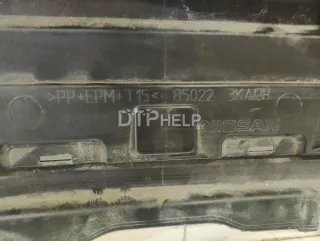 >PP+EPM+T15<  85022  3KA0H
DTPHELP
NISSAN